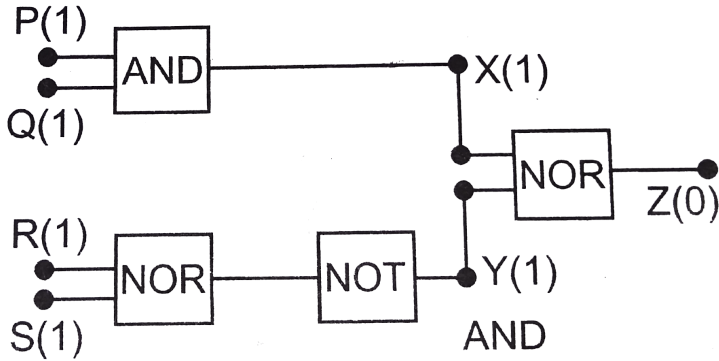 P(1)
AND
X(1)
Q(1)
NOR
Z(0)
R(1)
NOR
NOT
Y(1)
S(1)
AND